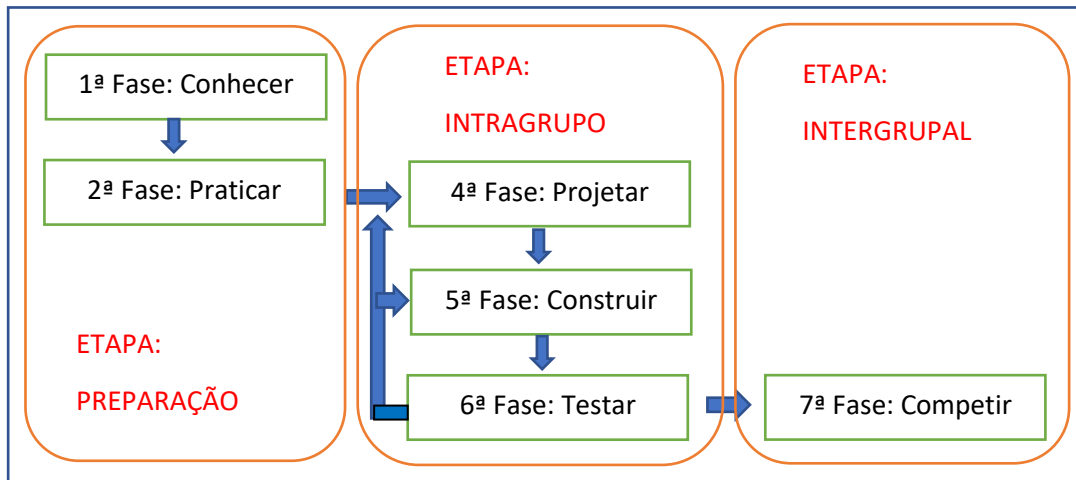 1ª Fase: Conhecer
2ª Fase: Praticar
ETAPA:
PREPARAÇÃO
ETAPA:
INTRAGRUPO
4ª Fase: Projetar
5ª Fase: Construir
6ª Fase: Testar
ETAPA:
INTERGRUPAL
7ª Fase: Competir